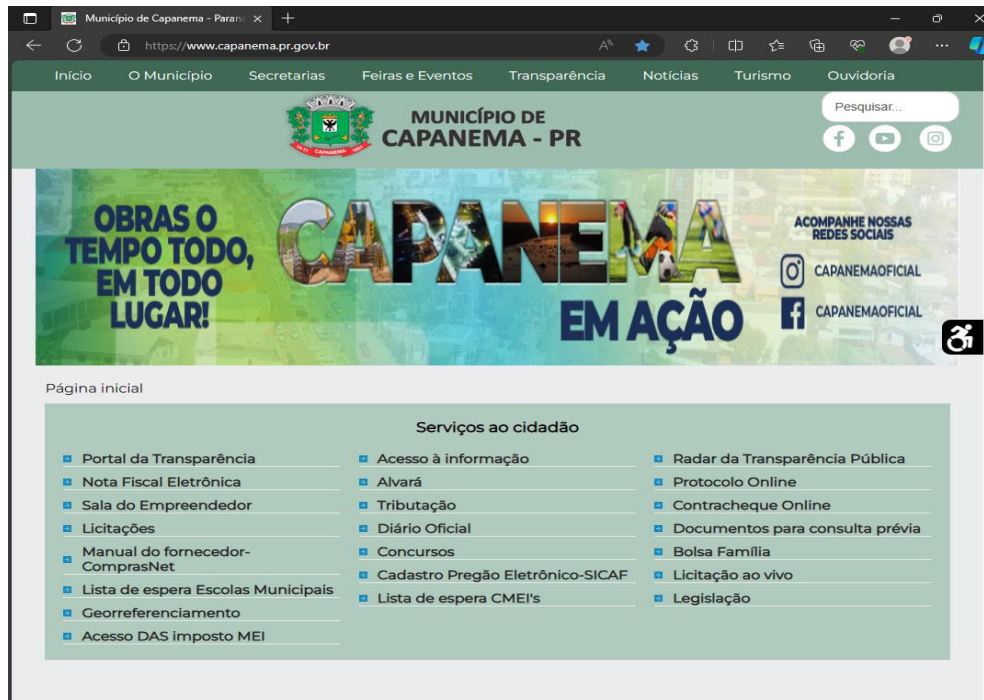 Município de Capanema - Paraná
https://www.capanema.pr.gov.br
Início O Município Secretarias Feiras e Eventos Transparência Notícias Turismo Ouvidoria
MUNICÍPIO DE
CAPANEMA - PR
Pesquisar...
CAPANEMA
OBRAS O
TEMPO TODO,
EM TODO
LUGAR!
CAPANEMA
EM AÇÃO
ACOMPANHE NOSSAS
REDES SOCIAIS
CAPANEMAOFICIAL
CAPANEMAOFICIAL
Página inicial
Serviços ao cidadão
Portal da Transparência
Nota Fiscal Eletrônica
Sala do Empreendedor
Licitações
Manual do fornecedor-
ComprasNet
Lista de espera Escolas Municipais
Georreferenciamento
Acesso DAS imposto MEI
Acesso à informação
Alvará
Tributação
Diário Oficial
Concursos
Cadastro Pregão Eletrônico-SICAF
Lista de espera CMEI's
Radar da Transparência Pública
Protocolo Online
Contracheque Online
Documentos para consulta prévia
Bolsa Família
Licitação ao vivo
Legislação